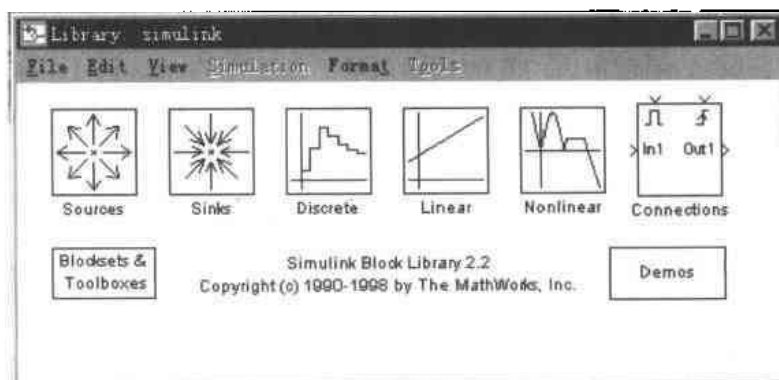 Library simulink
File Edit View Simulation Format Tools
In1 Out1
Sources Sinks Discrete Linear Nonlinear Connections
Blocksets &
Toolboxes
Simulink Block Library 2.2
Copyright (c) 1990-1998 by The MathWorks, Inc.
Demos